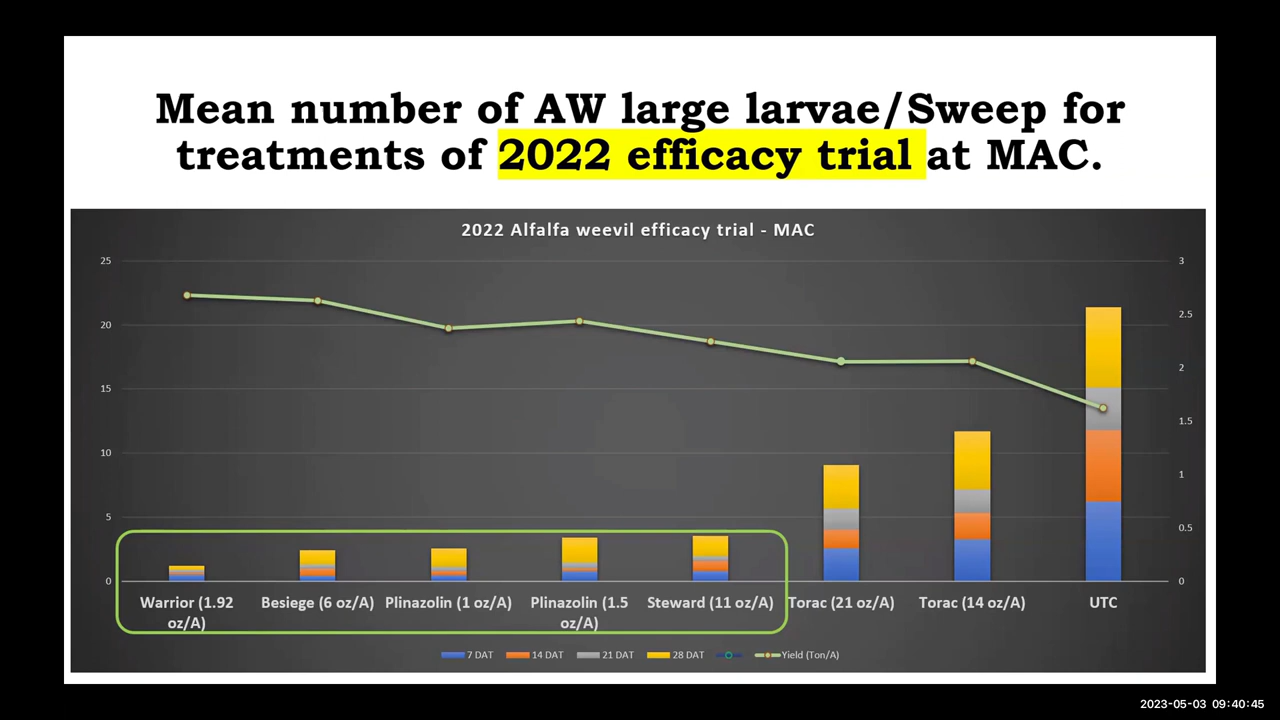 Mean number of AW large larvae/Sweep for
treatments of 2022 efficacy trial at MAC.
2022 Alfalfa weevil efficacy trial - MAC
25
20
15
10
5
0
3
2.5
2
1.5
1
0.5
0
Warrior (1.92
oz/A)
Besiege (6 oz/A)
Plinazolin (1 oz/A)
Plinazolin (1.5
oz/A)
Steward (11 oz/A)
Torac (21 oz/A)
Torac (14 oz/A)
UTC
7 DAT 14 DAT 21 DAT 28 DAT Yield (Ton/A)
2023-05-03 09:40:45